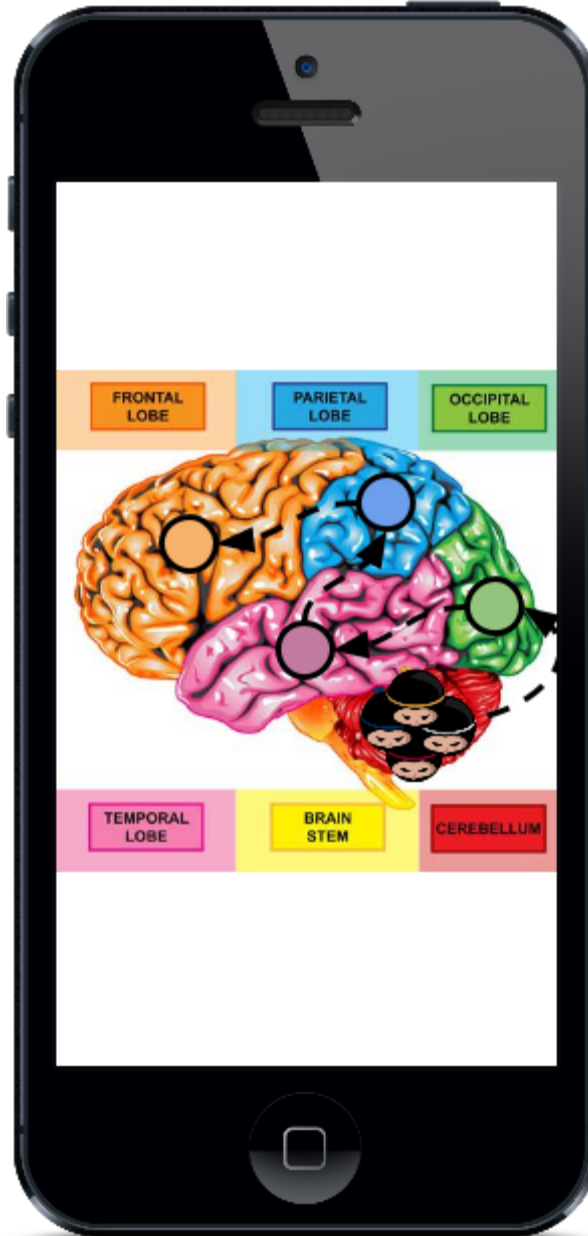 FRONTAL
LOBE
PARIETAL
LOBE
OCCIPITAL
LOBE
TEMPORAL
LOBE
BRAIN
STEM
CEREBELLUM